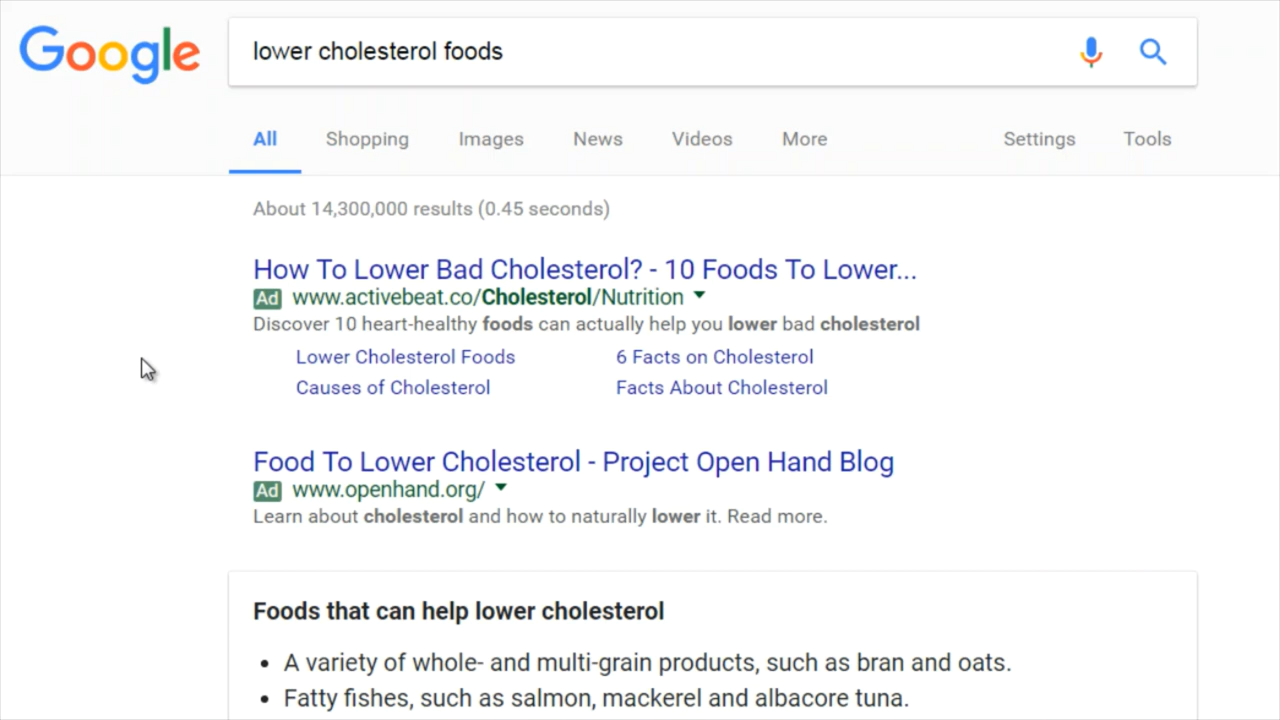 Google
lower cholesterol foods
All Shopping Images News Videos More Settings Tools
About 14,300,000 results (0.45 seconds)
How To Lower Bad Cholesterol? - 10 Foods To Lower...
Ad www.activebeat.co/Cholesterol/Nutrition
Discover 10 heart-healthy foods can actually help you lower bad cholesterol
Lower Cholesterol Foods 6 Facts on Cholesterol
Causes of Cholesterol Facts About Cholesterol
Food To Lower Cholesterol - Project Open Hand Blog
Ad www.openhand.org/
Learn about cholesterol and how to naturally lower it. Read more.
Foods that can help lower cholesterol
• A variety of whole- and multi-grain products, such as bran and oats.
• Fatty fishes, such as salmon, mackerel and albacore tuna.